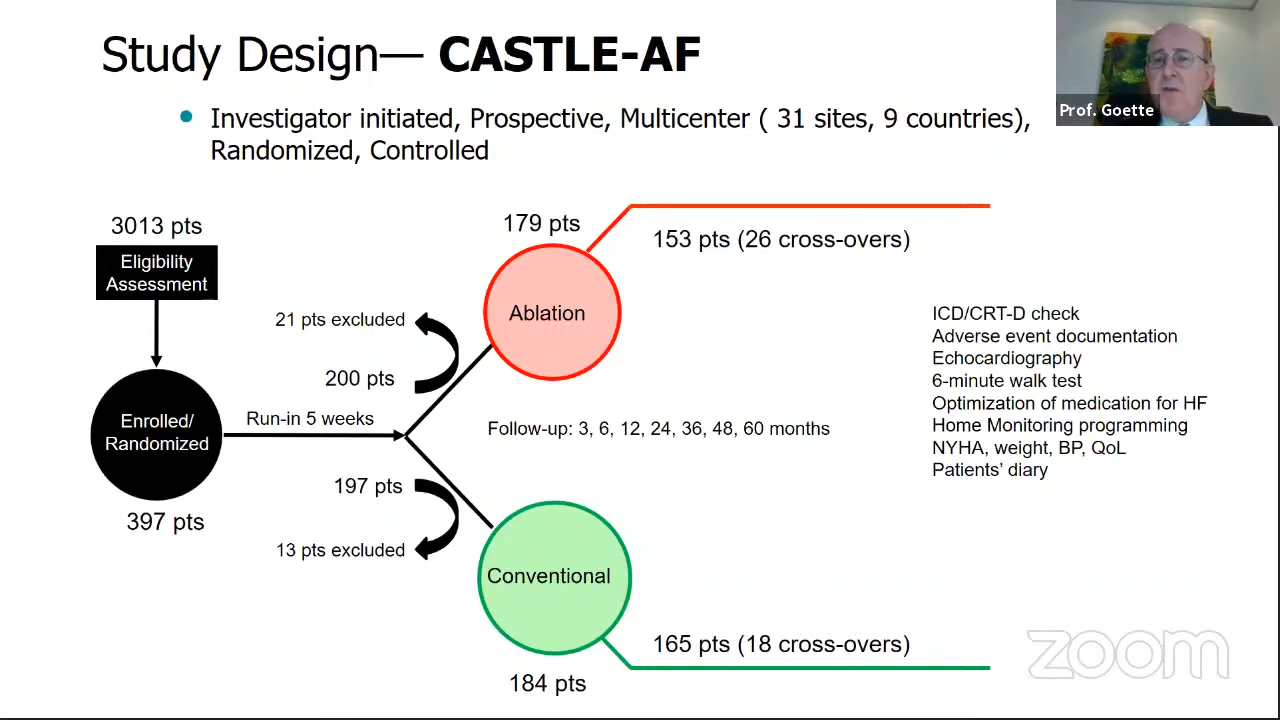 Study Design— CASTLE-AF
Prof. Goette
Investigator initiated, Prospective, Multicenter ( 31 sites, 9 countries),
Randomized, Controlled
3013 pts
Eligibility
Assessment
179 pts
153 pts (26 cross-overs)
21 pts excluded
Ablation
200 pts
Enrolled/
Randomized
Run-in 5 weeks
Follow-up: 3, 6, 12, 24, 36, 48, 60 months
ICD/CRT-D check
Adverse event documentation
Echocardiography
6-minute walk test
Optimization of medication for HF
Home Monitoring programming
NYHA, weight, BP, QoL
Patients’ diary
197 pts
397 pts
13 pts excluded
Conventional
165 pts (18 cross-overs)
184 pts
zoom